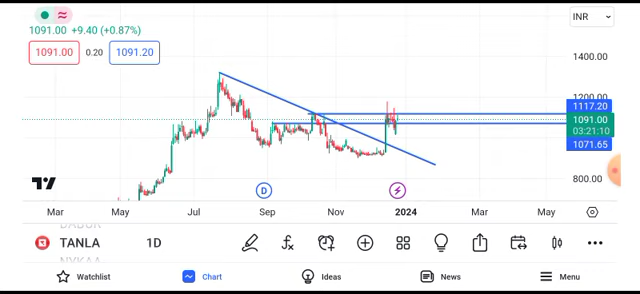 INR
1091.00 +9.40 (+0.87%)
1091.00 0.20 1091.20
1400.00
1200.00
1117.20
1091.00
03:21:10
1071.65
800.00
D
Mar May Jul Sep Nov 2024 Mar May
TANLA 1D
Watchlist Chart Ideas News Menu